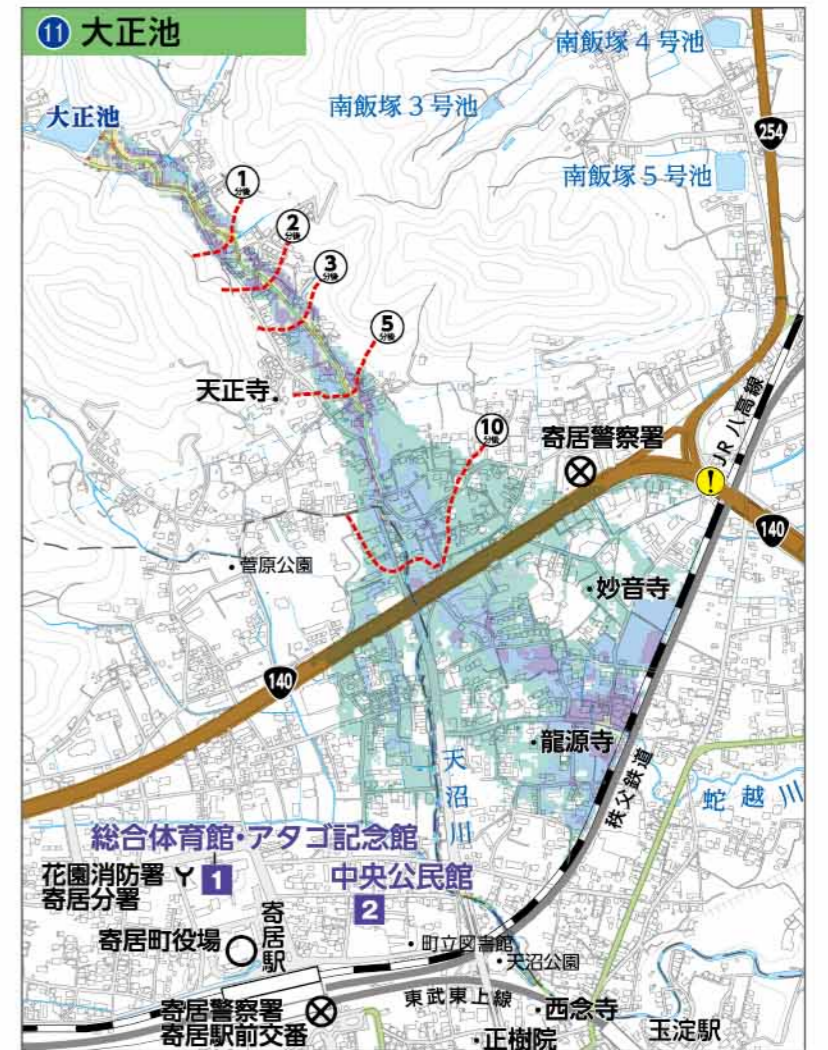 11 大正池
南飯塚4号池
大正池
南飯塚3号池
254
南飯塚5号池
1
分後
2
分後
3
分後
5
分後
天正寺
10
分後
寄居警察署
JR八高線
!
140
菅原公園
妙音寺
140
龍源寺
天沼川
秩父鉄道
蛇越川
総合体育館・アタゴ記念館
花園消防署
寄居分署
1
中央公民館
2
寄居町役場
寄居駅
町立図書館
天沼公園
東武東上線
寄居警察署
寄居駅前交番
西念寺
正樹院
玉淀駅